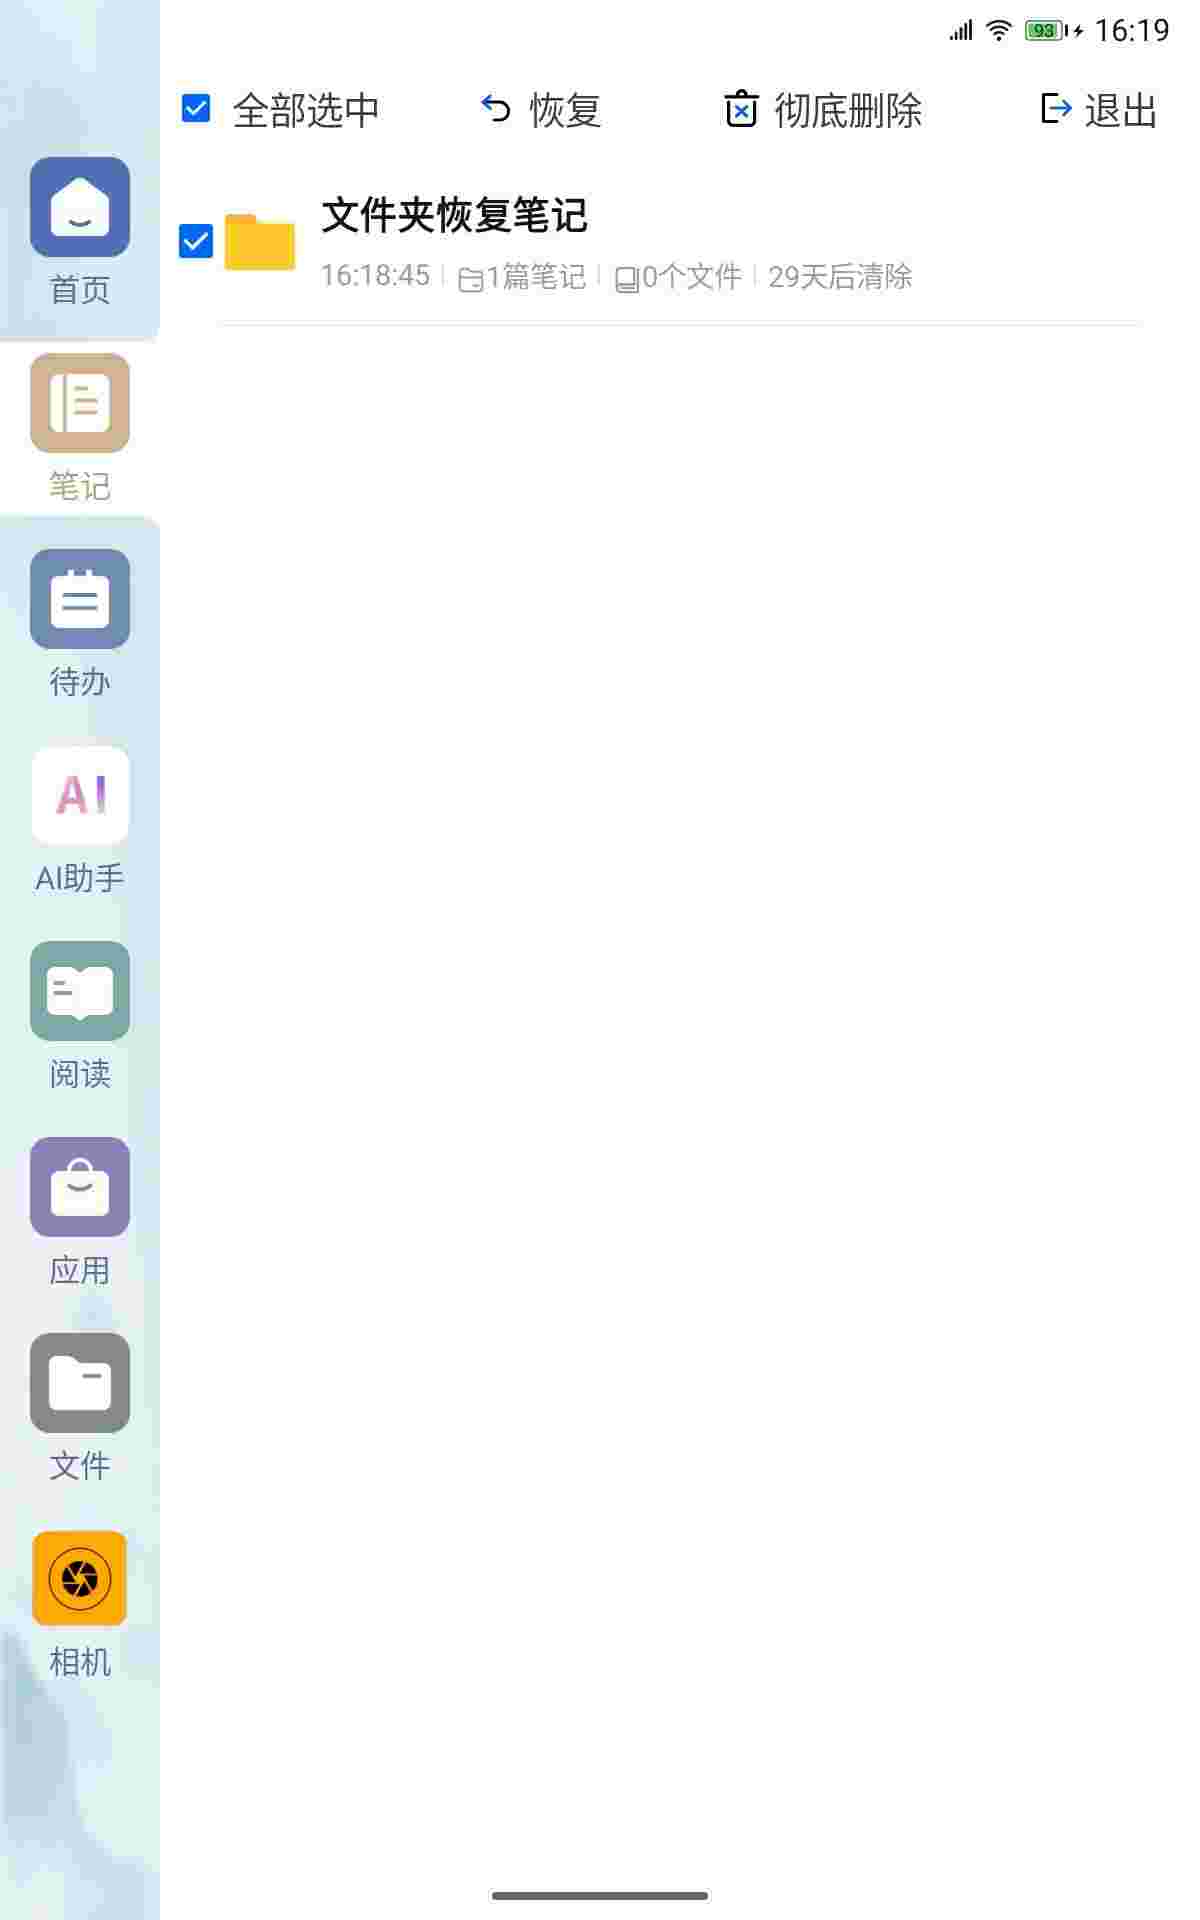 93 16:19
全部选中 恢复 彻底删除 退出
文件夹恢复笔记
16:18:45 1篇笔记 0个文件 29天后清除
首页
笔记
待办
AI
AI助手
阅读
应用
文件
相机